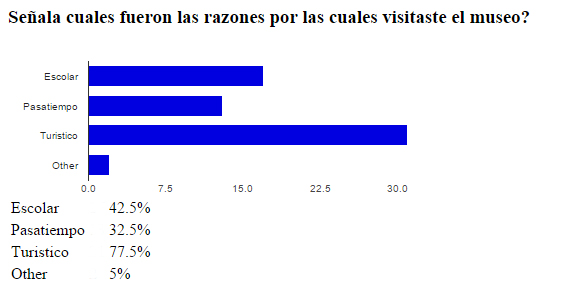 Señala cuales fueron las razones por las cuales visitaste el museo?
Escolar
Pasatiempo
Turistico
Other
0.0 7.5 15.0 22.5 30.0
Escolar 42.5%
Pasatiempo 32.5%
Turistico 77.5%
Other 5%